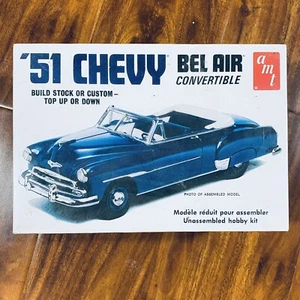 '51 CHEVY BEL AIR
CONVERTIBLE
amt
BUILD STOCK OR CUSTOM–
TOP UP OR DOWN
PHOTO OF ASSEMBLED MODEL
Modèle réduit pour assembler
Unassembled hobby kit